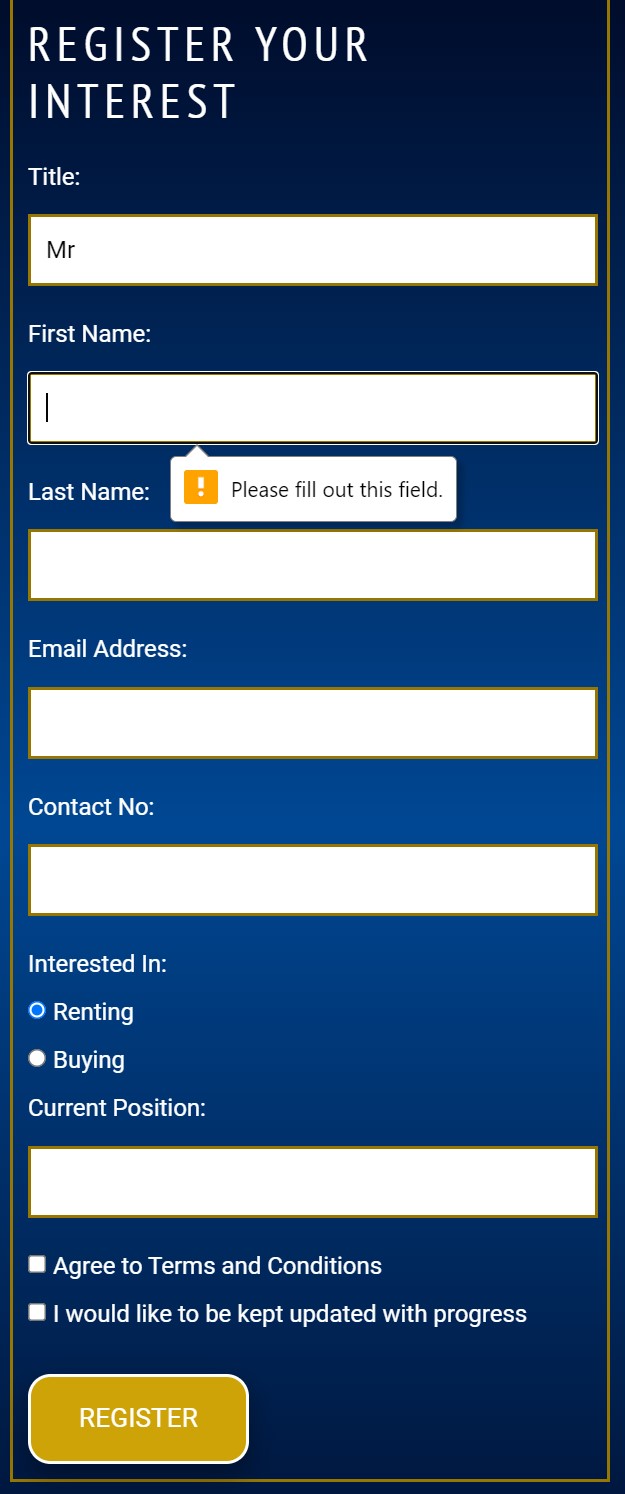 REGISTER YOUR
INTEREST
Title:
Mr
First Name:
Please fill out this field.
Last Name:
Email Address:
Contact No:
Interested In:
Renting
Buying
Current Position:
Agree to Terms and Conditions
I would like to be kept updated with progress
REGISTER